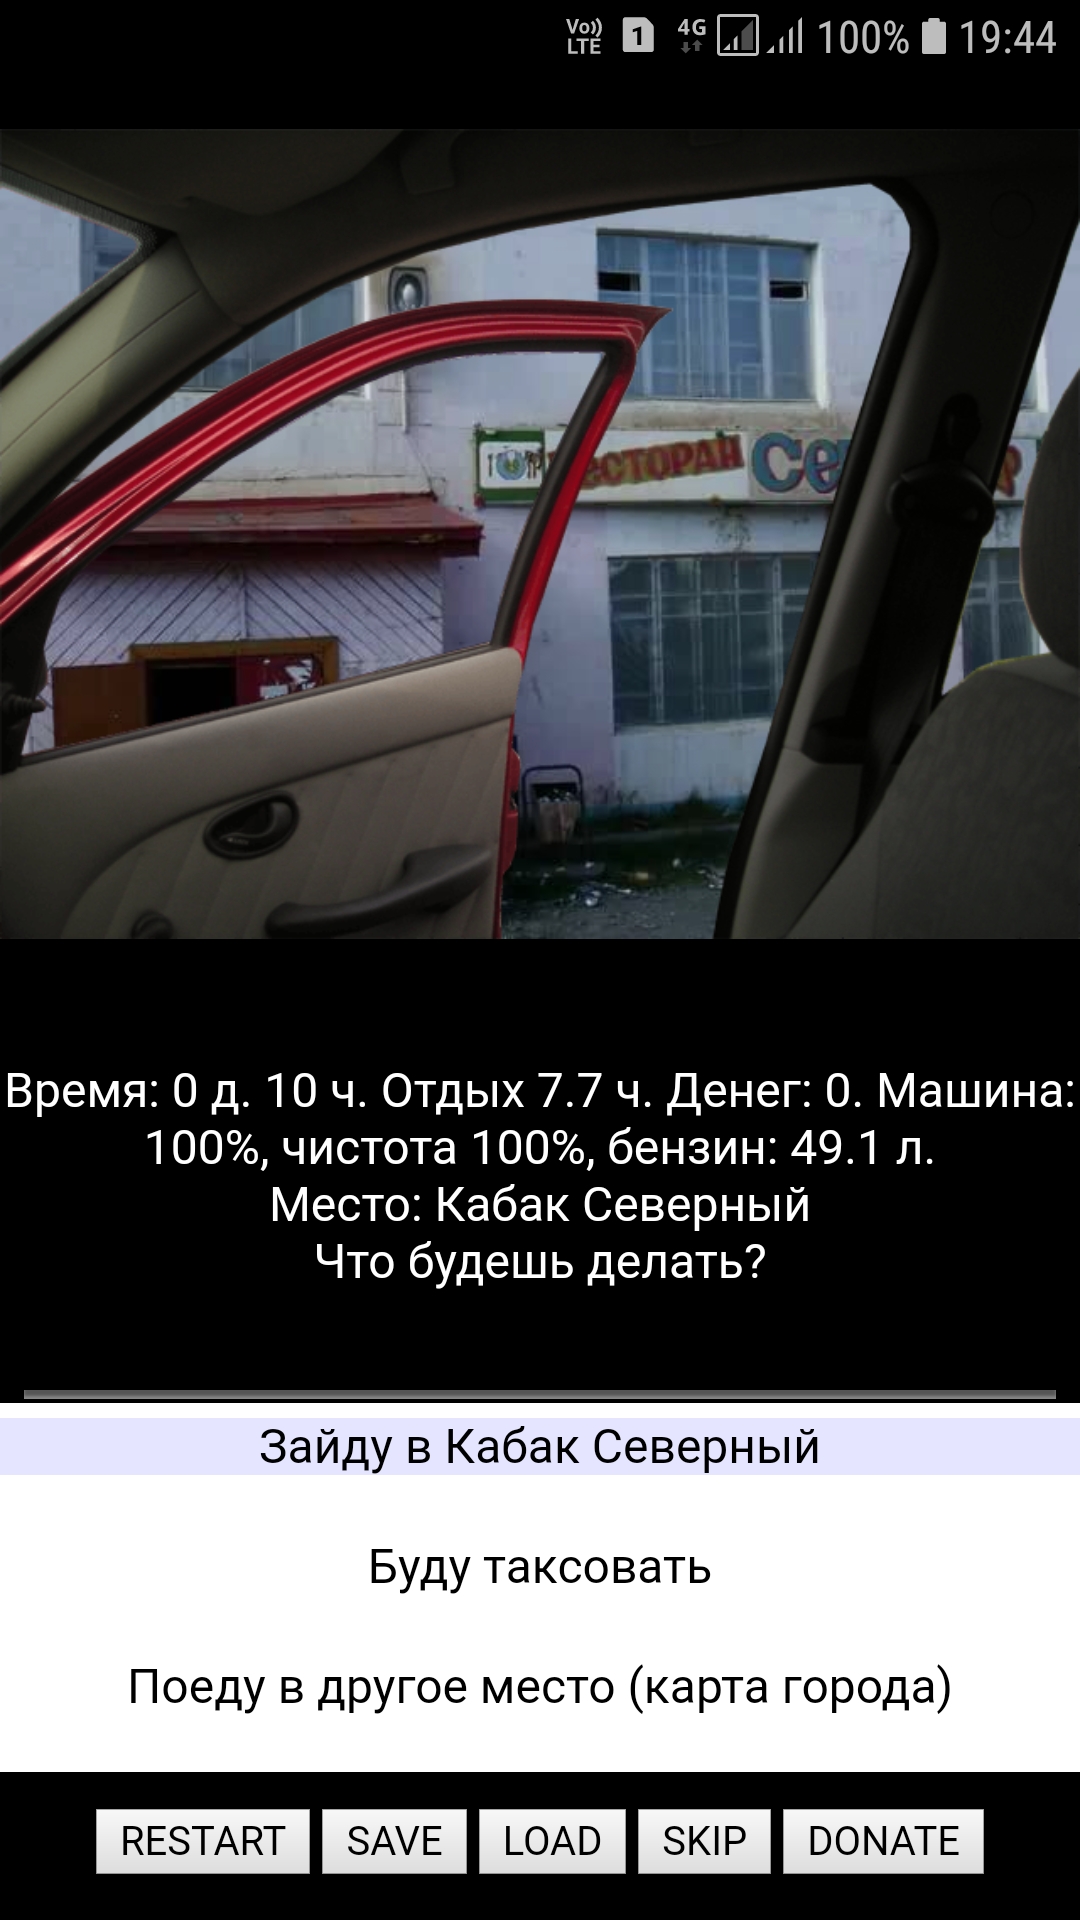 Vo)) LTE 1 4G 100% 19:44
РЕСТОРАН
Время: 0 д. 10 ч. Отдых 7.7 ч. Денег: 0. Машина:
100%, чистота 100%, бензин: 49.1 л.
Место: Кабак Северный
Что будешь делать?
Зайду в Кабак Северный
Буду таксовать
Поеду в другое место (карта города)
RESTART SAVE LOAD SKIP DONATE